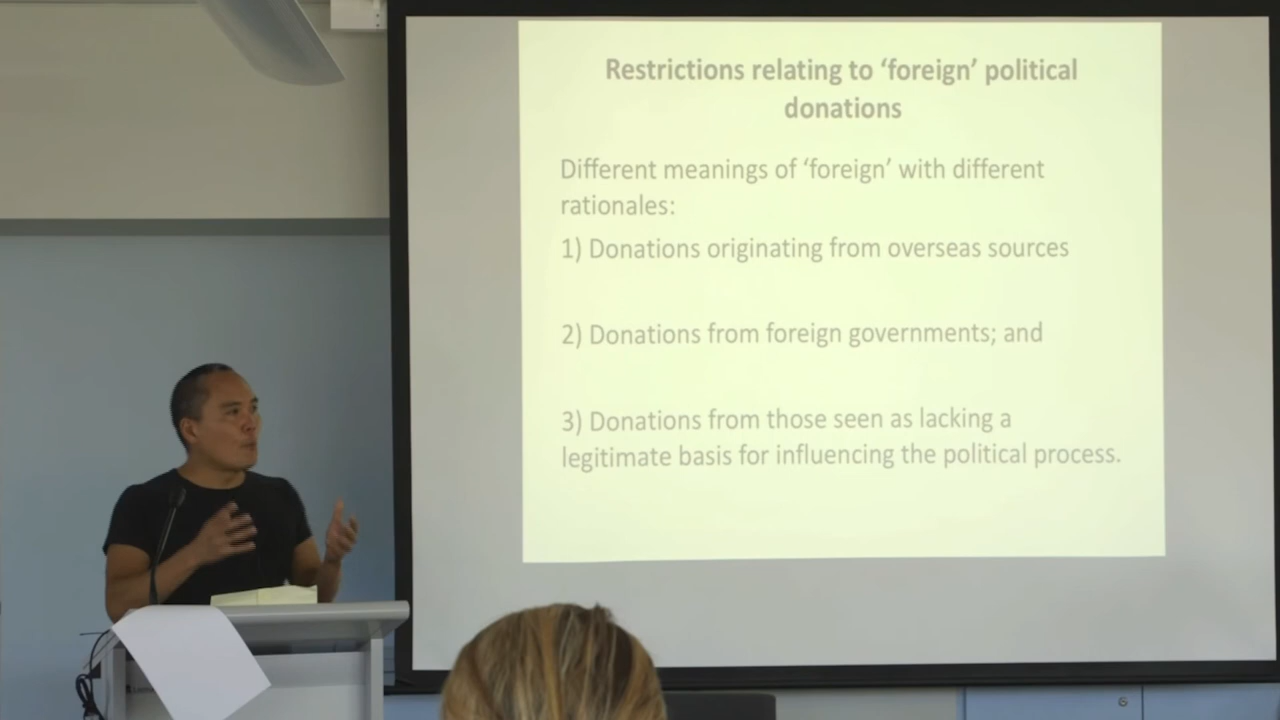 Restrictions relating to ‘foreign’ political
donations
Different meanings of ‘foreign’ with different
rationales:
1) Donations originating from overseas sources
2) Donations from foreign governments; and
3) Donations from those seen as lacking a
legitimate basis for influencing the political process.